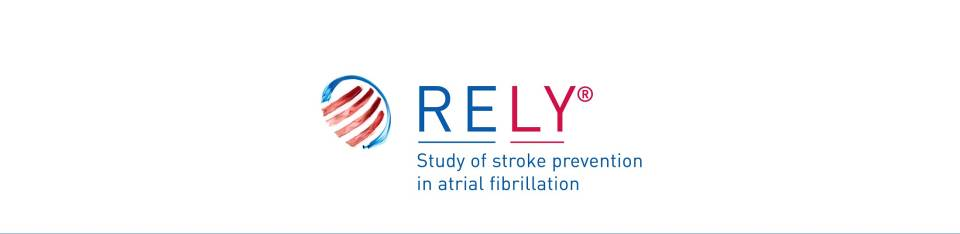 RELY®
Study of stroke prevention
in atrial fibrillation